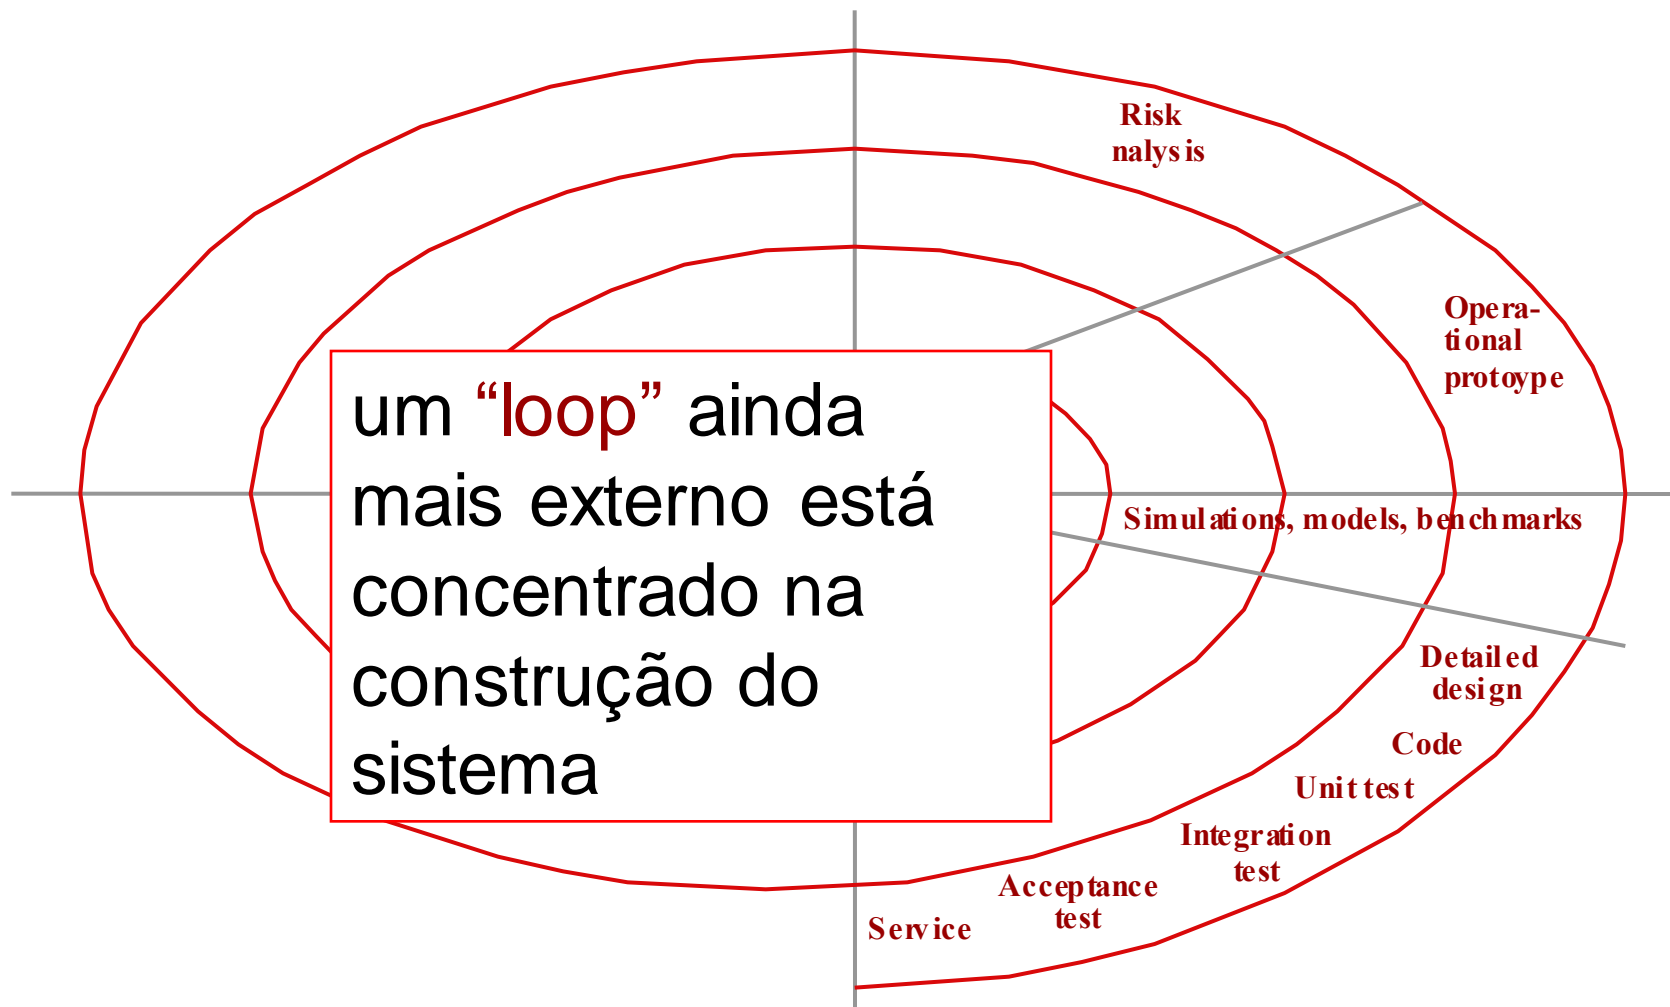 Risk
nalysis
Opera-
tional
protoype
um “loop” ainda
mais externo está
concentrado na
construção do
sistema
Simulations, models, benchmarks
Detailed
design
Code
Unit test
Integration
test
Acceptance
test
Service